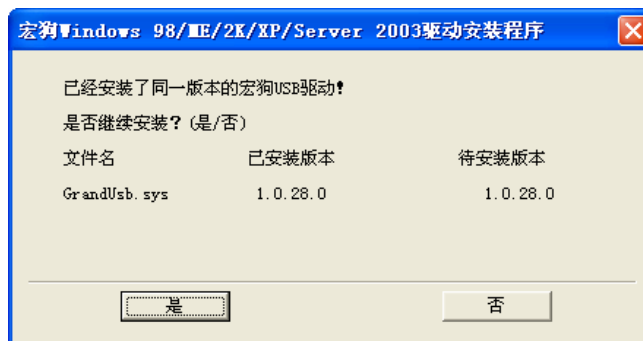 宏狗Windows 98/ME/2K/XP/Server 2003驱动安装程序
已经安装了同一版本的宏狗USB驱动!
是否继续安装? (是/否)
文件名 已安装版本 待安装版本
GrandUsb.sys 1.0.28.0 1.0.28.0
是 否